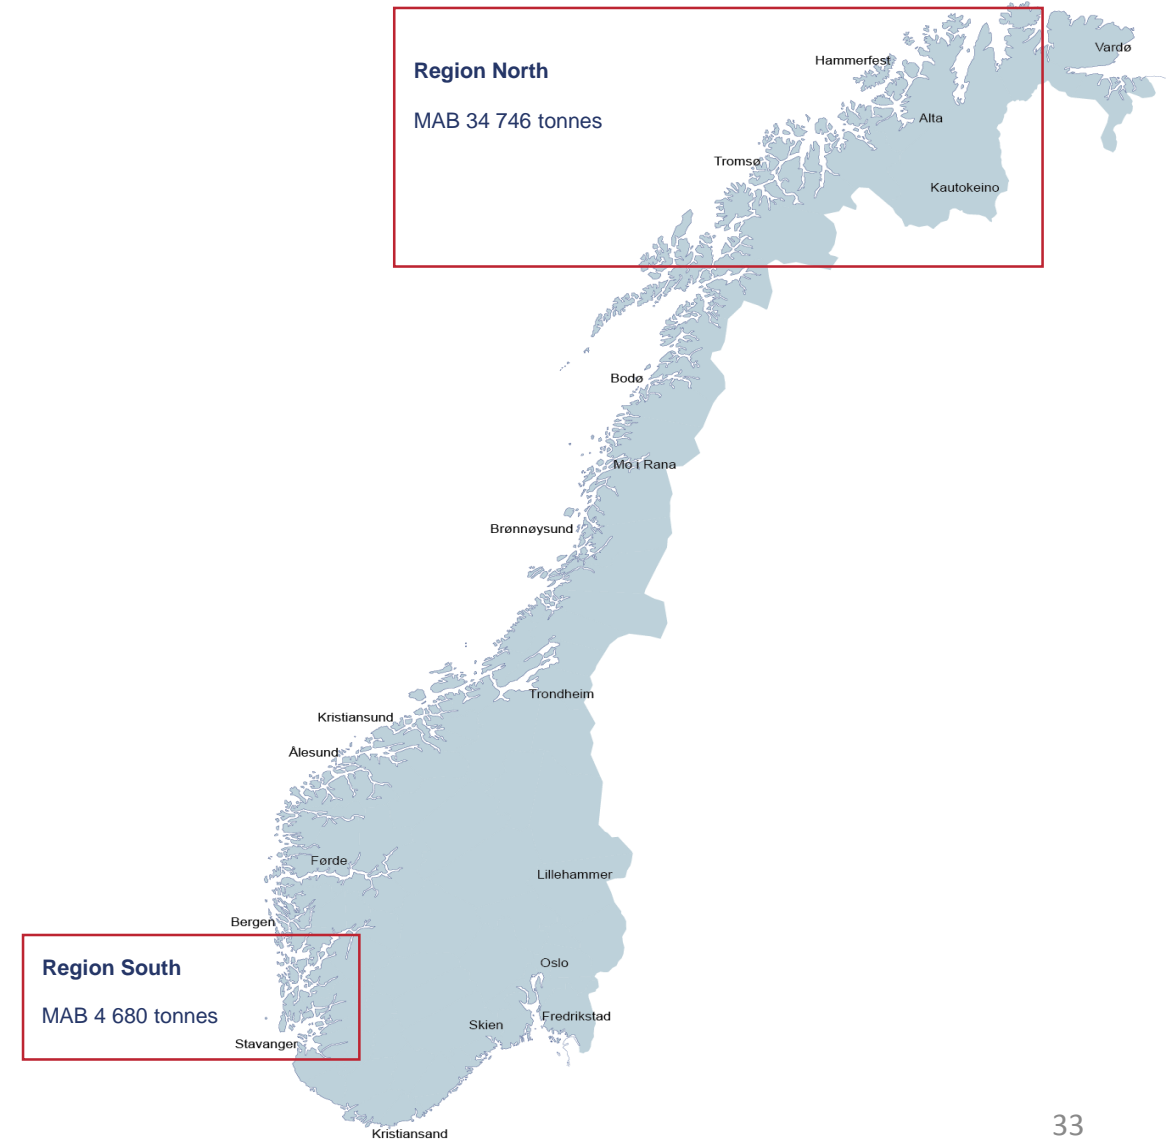 Vardø
Hammerfest
Region North
MAB 34 746 tonnes
Alta
Tromsø
Kautokeino
Bodø
Mo i Rana
Brønnøysund
Trondheim
Kristiansund
Ålesund
Førde
Lillehammer
Bergen
Region South
Oslo
MAB 4 680 tonnes
Fredrikstad
Skien
Stavanger
33
Kristiansand